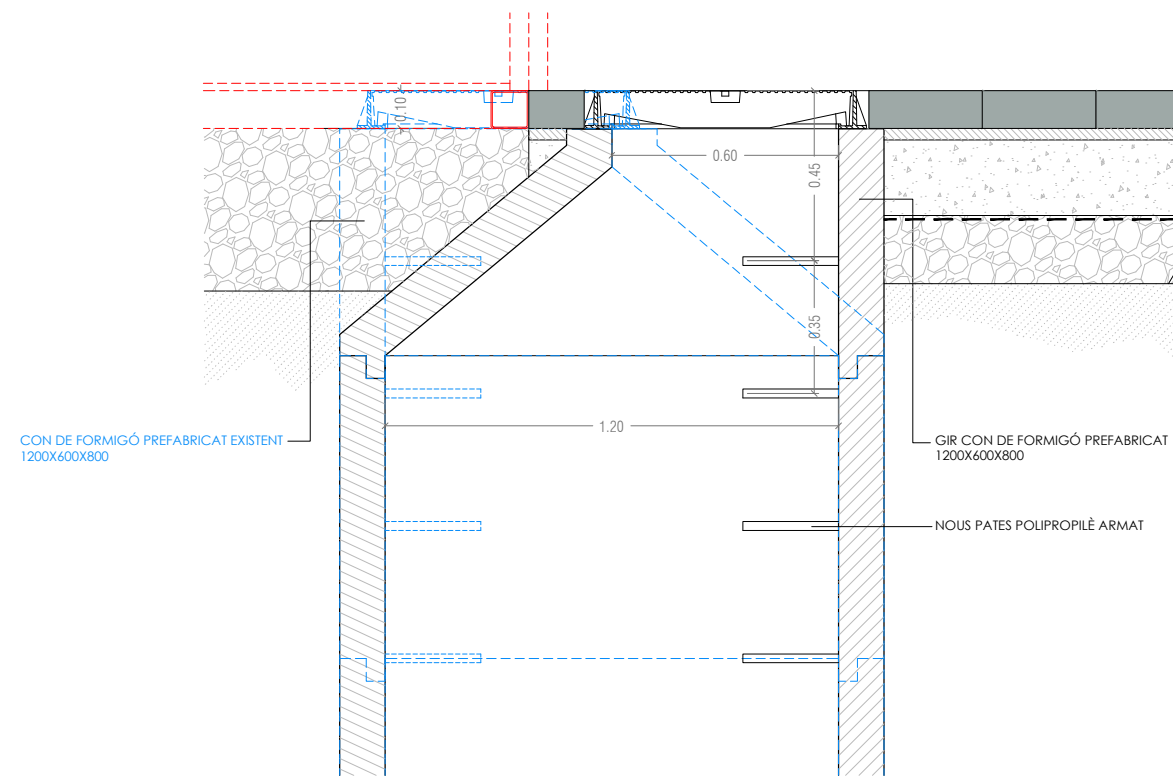 0.10
0.60
0.45
0.35
1.20
CON DE FORMIGÓ PREFABRICAT EXISTENT
1200X600X800
GIR CON DE FORMIGÓ PREFABRICAT
1200X600X800
NOUS PATES POLIPROPILÈ ARMAT